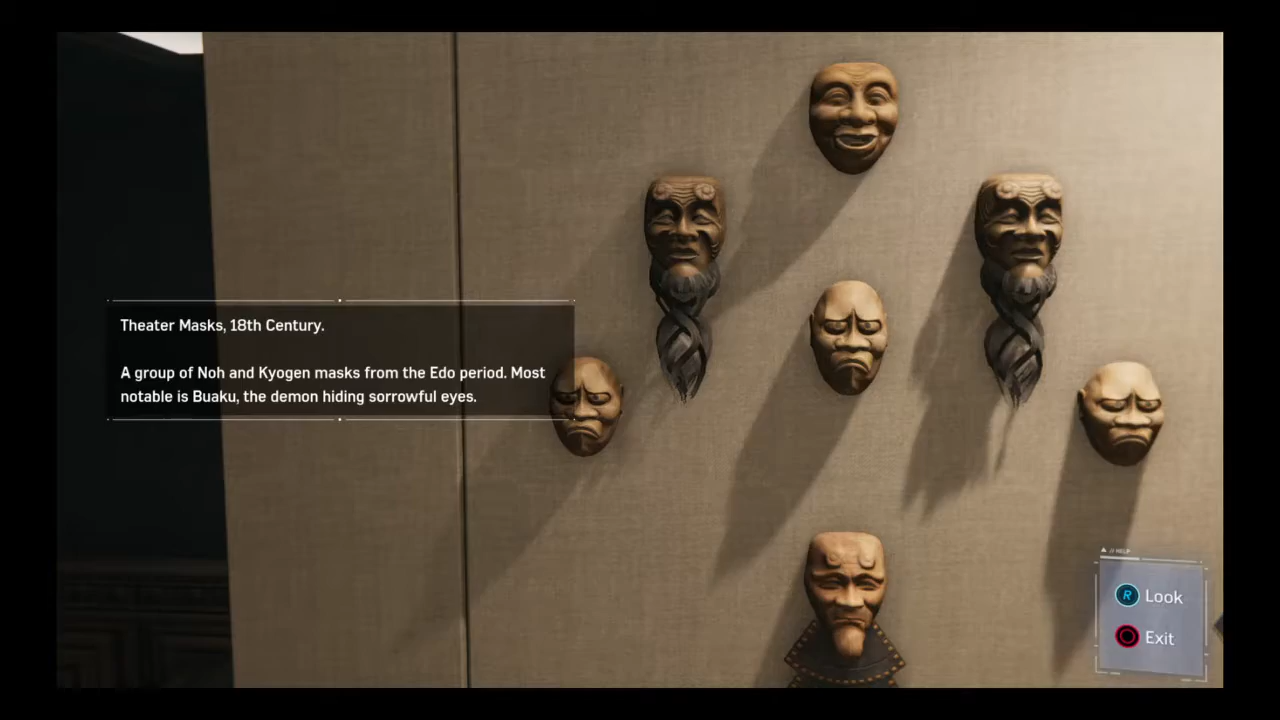 Theater Masks, 18th Century.
A group of Noh and Kyogen masks from the Edo period. Most
notable is Buaku, the demon hiding sorrowful eyes.
// HELP
R Look
Exit